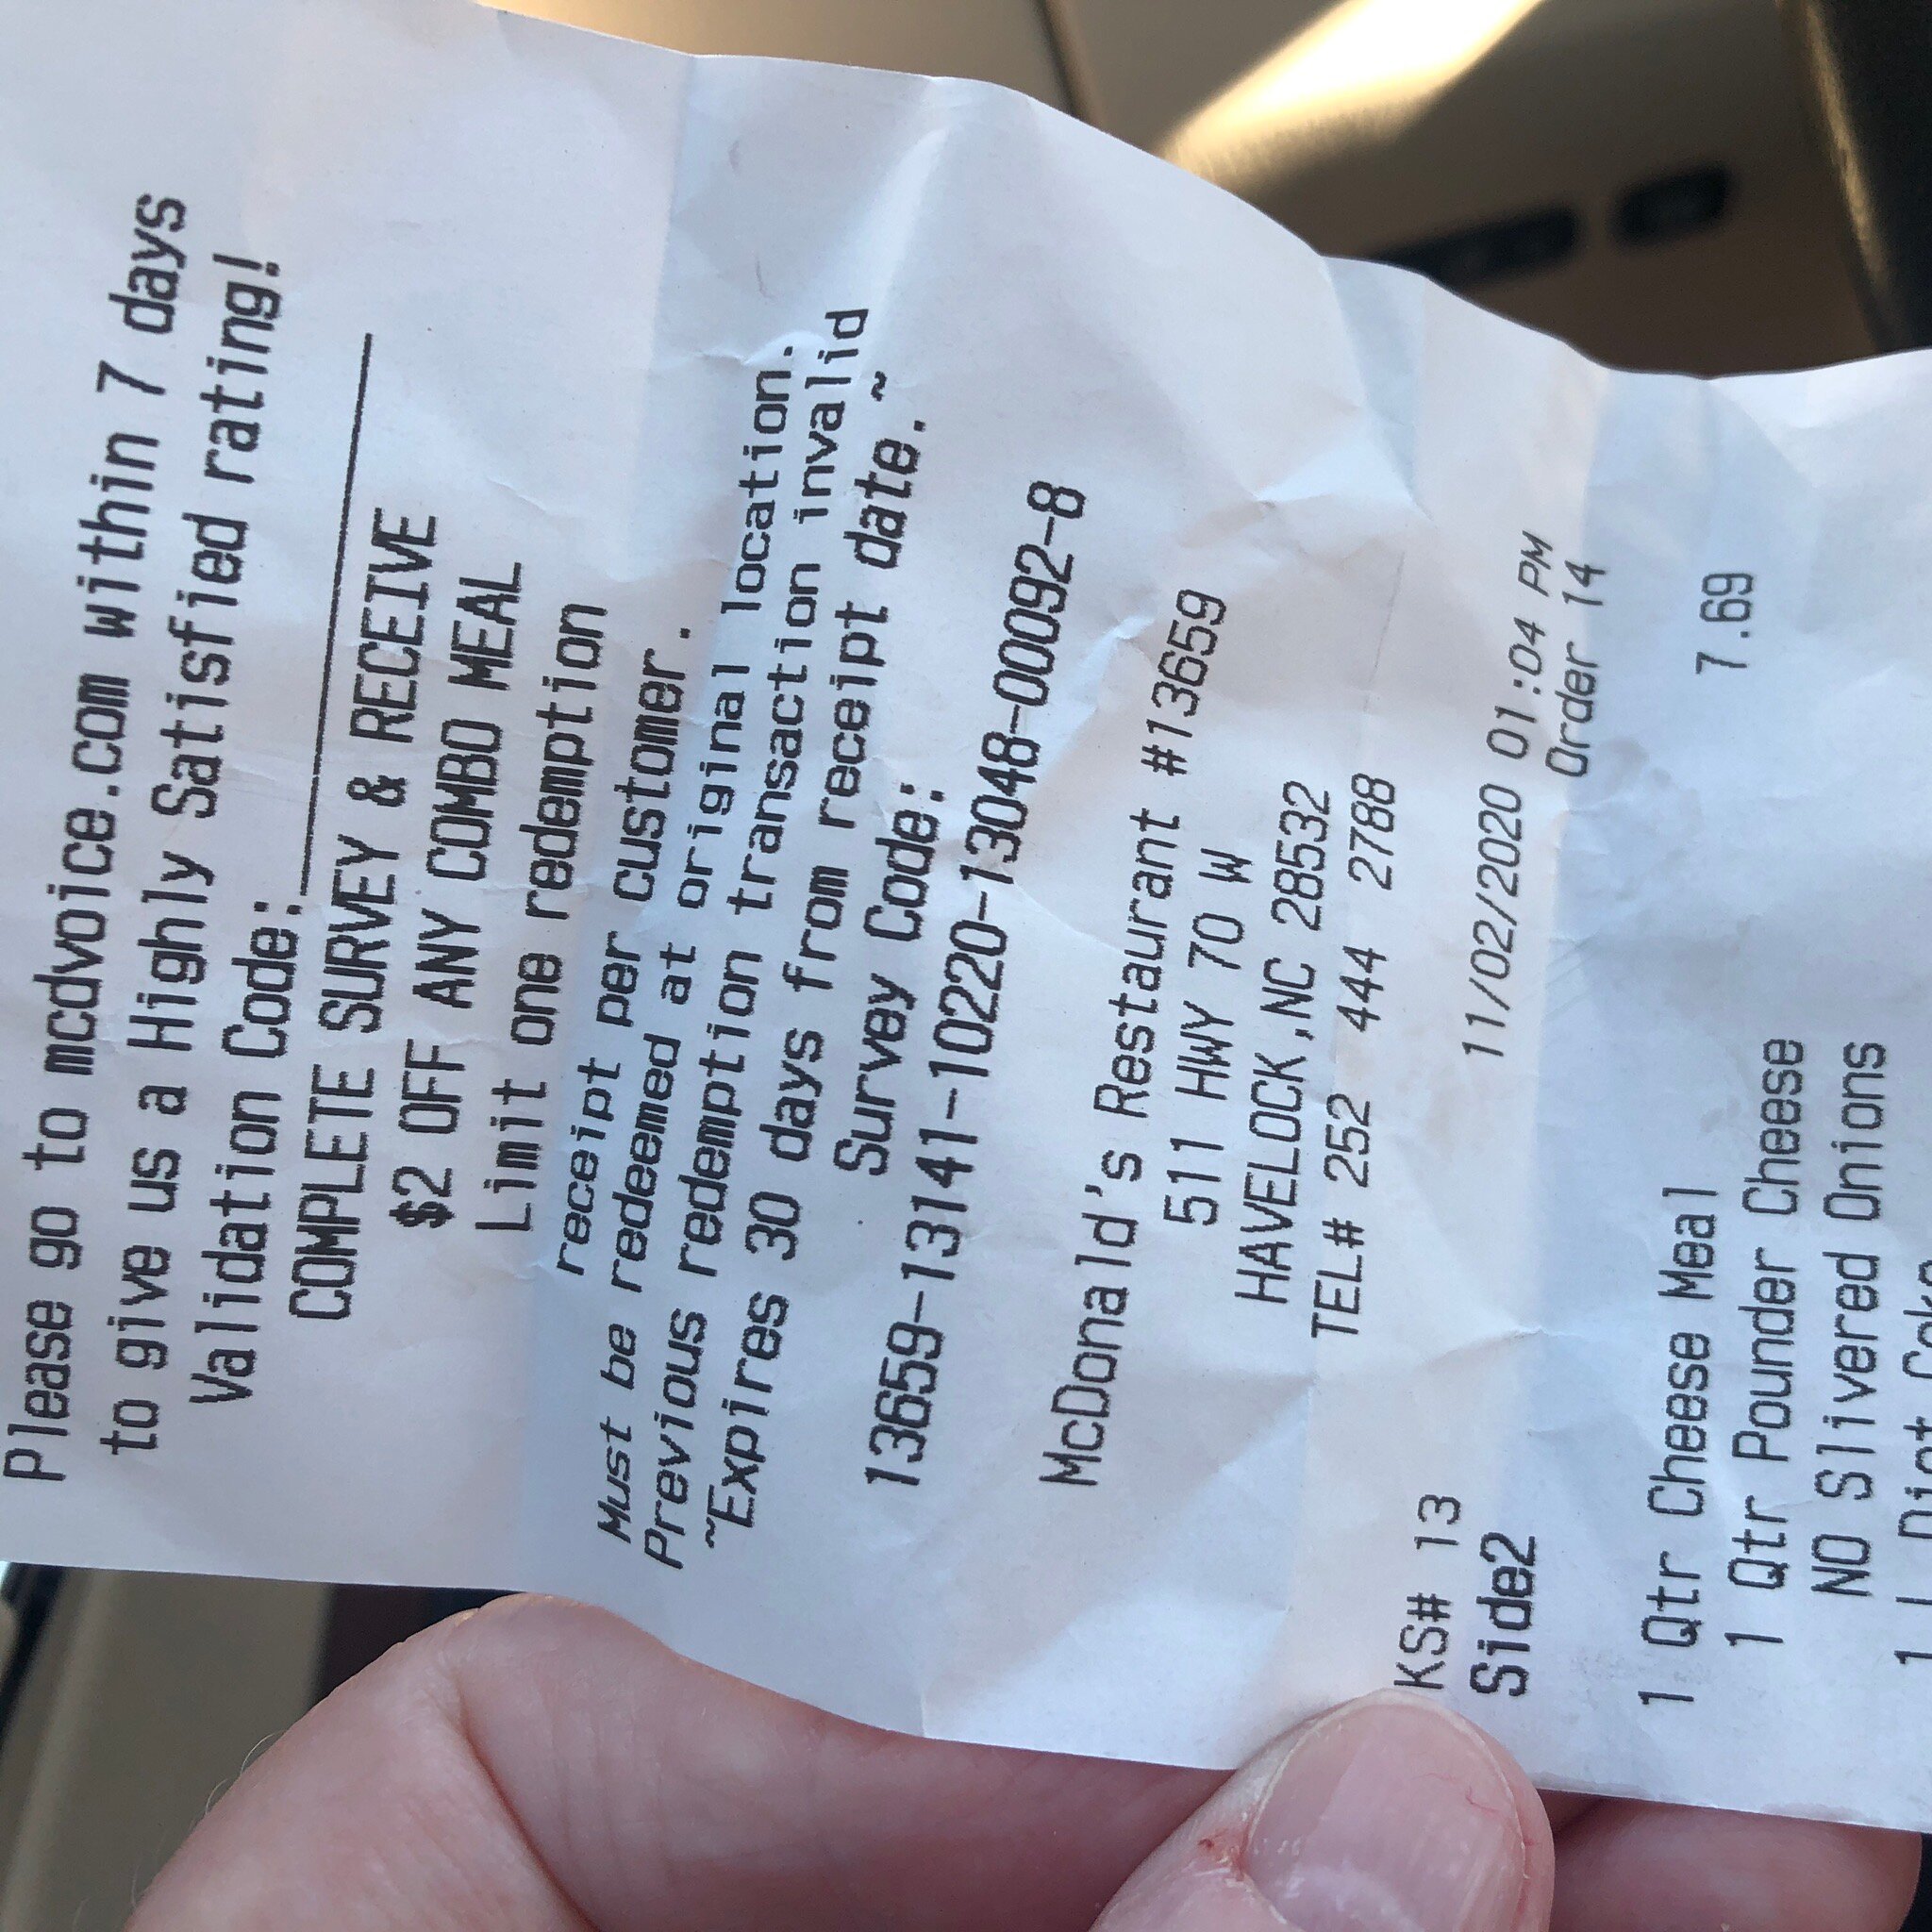 Please go to mcdvoice.com within 7 days
to give us a Highly Satisfied rating!
Validation Code:
COMPLETE SURVEY & RECEIVE
$2 OFF ANY COMBO MEAL
Limit one redemption
receipt per customer.
Must be redeemed at original location.
Previous redemption transaction invalid
~Expires 30 days from receipt date.~
Survey Code:
13659-13141-10220-13048-00092-8
McDonald's Restaurant #13659
511 HWY 70 W
HAVELOCK,NC 28532
TEL# 252 444 2788
KS# 13 11/02/2020 01:04 PM
Side2 Order 14
1 Qtr Cheese Meal 7.69
1 Qtr Pounder Cheese
NO Slivered Onions
1 L Diet Coke